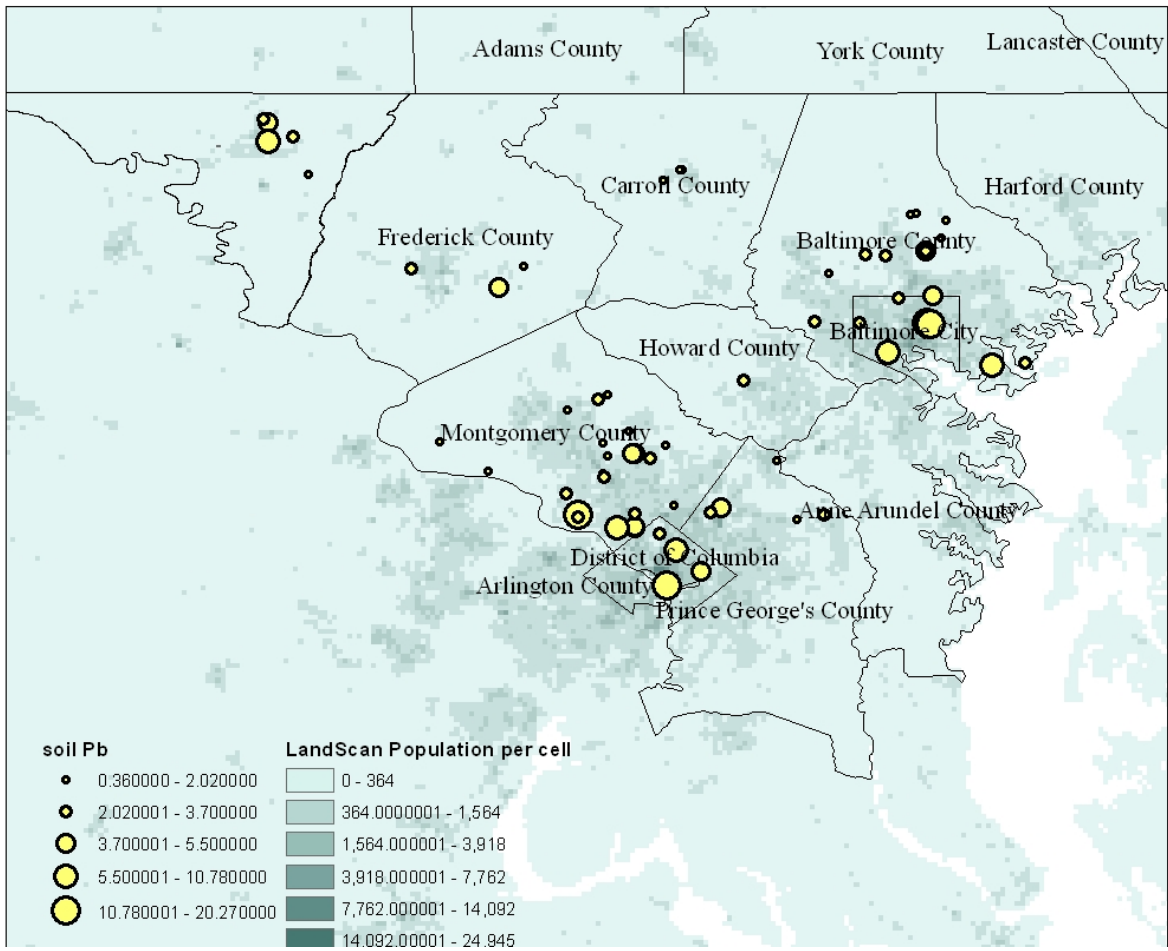 Adams County
York County
Lancaster County
Carroll County
Harford County
Frederick County
Baltimore County
Baltimore City
Howard County
Montgomery County
Anne Arundel County
District of Columbia
Arlington County
Prince George's County
soil Pb
0.360000 - 2.020000
2.020001 - 3.700000
3.700001 - 5.500000
5.500001 - 10.780000
10.780001 - 20.270000
LandScan Population per cell
0 - 364
364.0000001 - 1,564
1,564.000001 - 3,918
3,918.000001 - 7,762
7,762.000001 - 14,092
14,092.00001 - 24,945